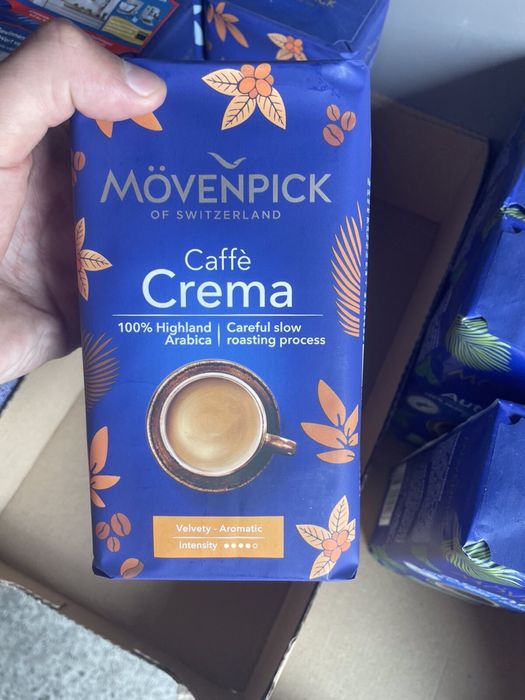 MÖVENPICK
OF SWITZERLAND
Caffè
Crema
100% Highland
Arabica
Careful slow
roasting process
Velvety - Aromatic
Intensity